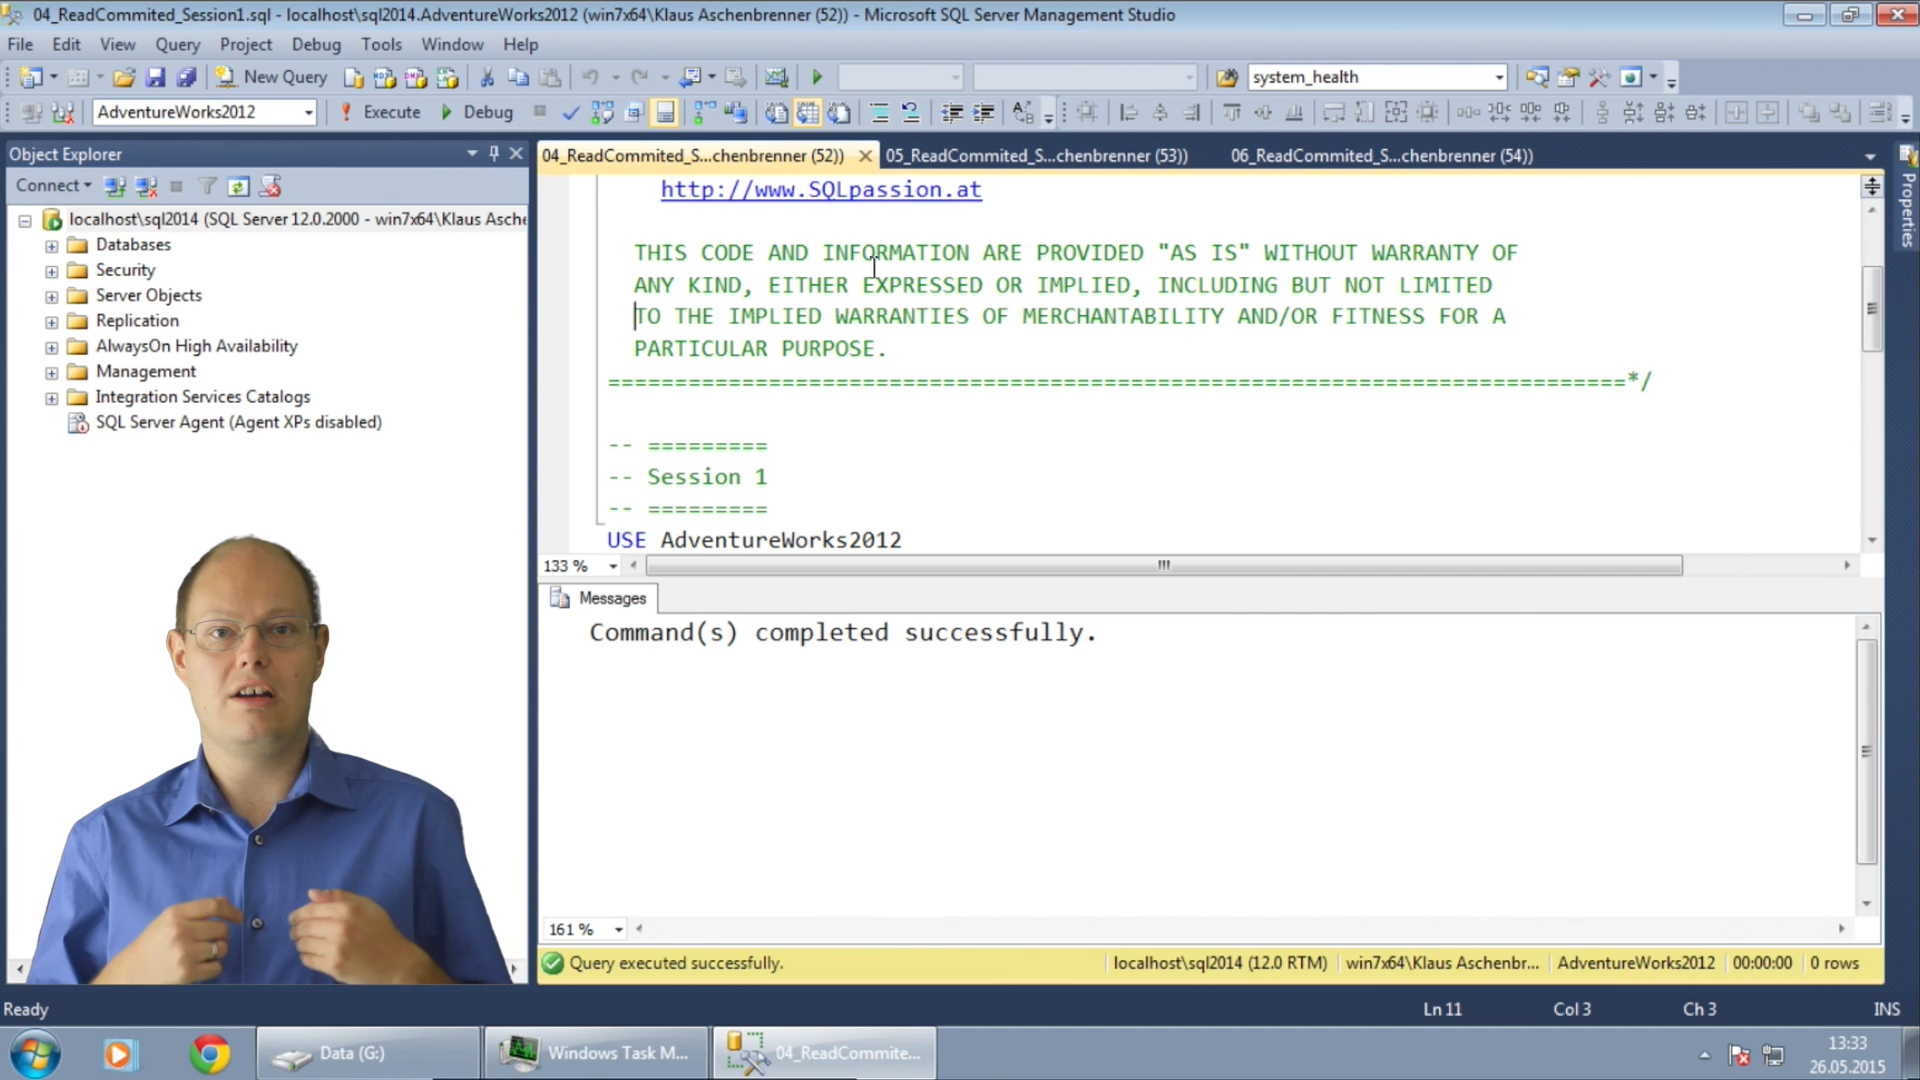 04_ReadCommited_Session1.sql - localhost\sql2014.AdventureWorks2012 (win7x64\Klaus Aschenbrenner (52)) - Microsoft SQL Server Management Studio
File Edit View Query Project Debug Tools Window Help
New Query system_health
AdventureWorks2012 Execute Debug
Object Explorer
04_ReadCommited_S...chenbrenner (52)) 05_ReadCommited_S...chenbrenner (53)) 06_ReadCommited_S...chenbrenner (54))
Properties
Connect
localhost\sql2014 (SQL Server 12.0.2000 - win7x64\Klaus Asche
Databases
Security
Server Objects
Replication
AlwaysOn High Availability
Management
Integration Services Catalogs
SQL Server Agent (Agent XPs disabled)
http://www.SQLpassion.at
THIS CODE AND INFORMATION ARE PROVIDED "AS IS" WITHOUT WARRANTY OF
ANY KIND, EITHER EXPRESSED OR IMPLIED, INCLUDING BUT NOT LIMITED
TO THE IMPLIED WARRANTIES OF MERCHANTABILITY AND/OR FITNESS FOR A
PARTICULAR PURPOSE.
============================================================================*/
-- =========
-- Session 1
-- =========
USE AdventureWorks2012
133 %
Messages
Command(s) completed successfully.
161 %
Query executed successfully. localhost\sql2014 (12.0 RTM) win7x64\Klaus Aschenbr... AdventureWorks2012 00:00:00 0 rows
Ready Ln 11 Col 3 Ch 3 INS
Data (G:) Windows Task M... 04_ReadCommite...
13:33
26.05.2015